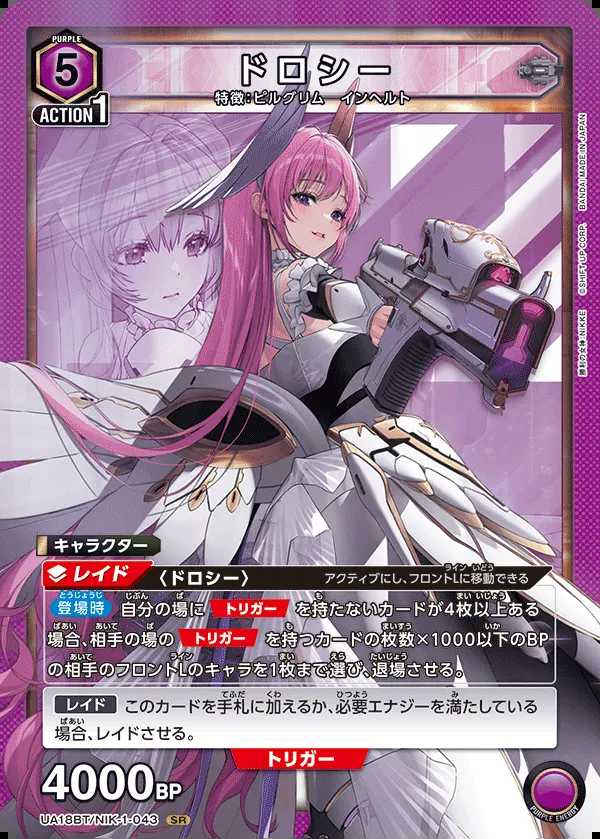 PURPLE
5
ACTION 1
ドロシー
特徴:ピルグリム インヘルト
BANDAI MADE IN JAPAN
©SHIFT UP CORP.
勝利の女神:NIKKE
キャラクター
レイド 〈ドロシー〉 アクティブにし、フロントLに移動できる
登場時 自分の場に トリガー を持たないカードが4枚以上ある
場合、相手の場の トリガー を持つカードの枚数×1000以下のBP
の相手のフロントLのキャラを1枚まで選び、退場させる。
レイド このカードを手札に加えるか、必要エナジーを満たしている
場合、レイドさせる。
トリガー
4000BP
UA18BT/NIK-1-043 SR
PURPLE ENERGY